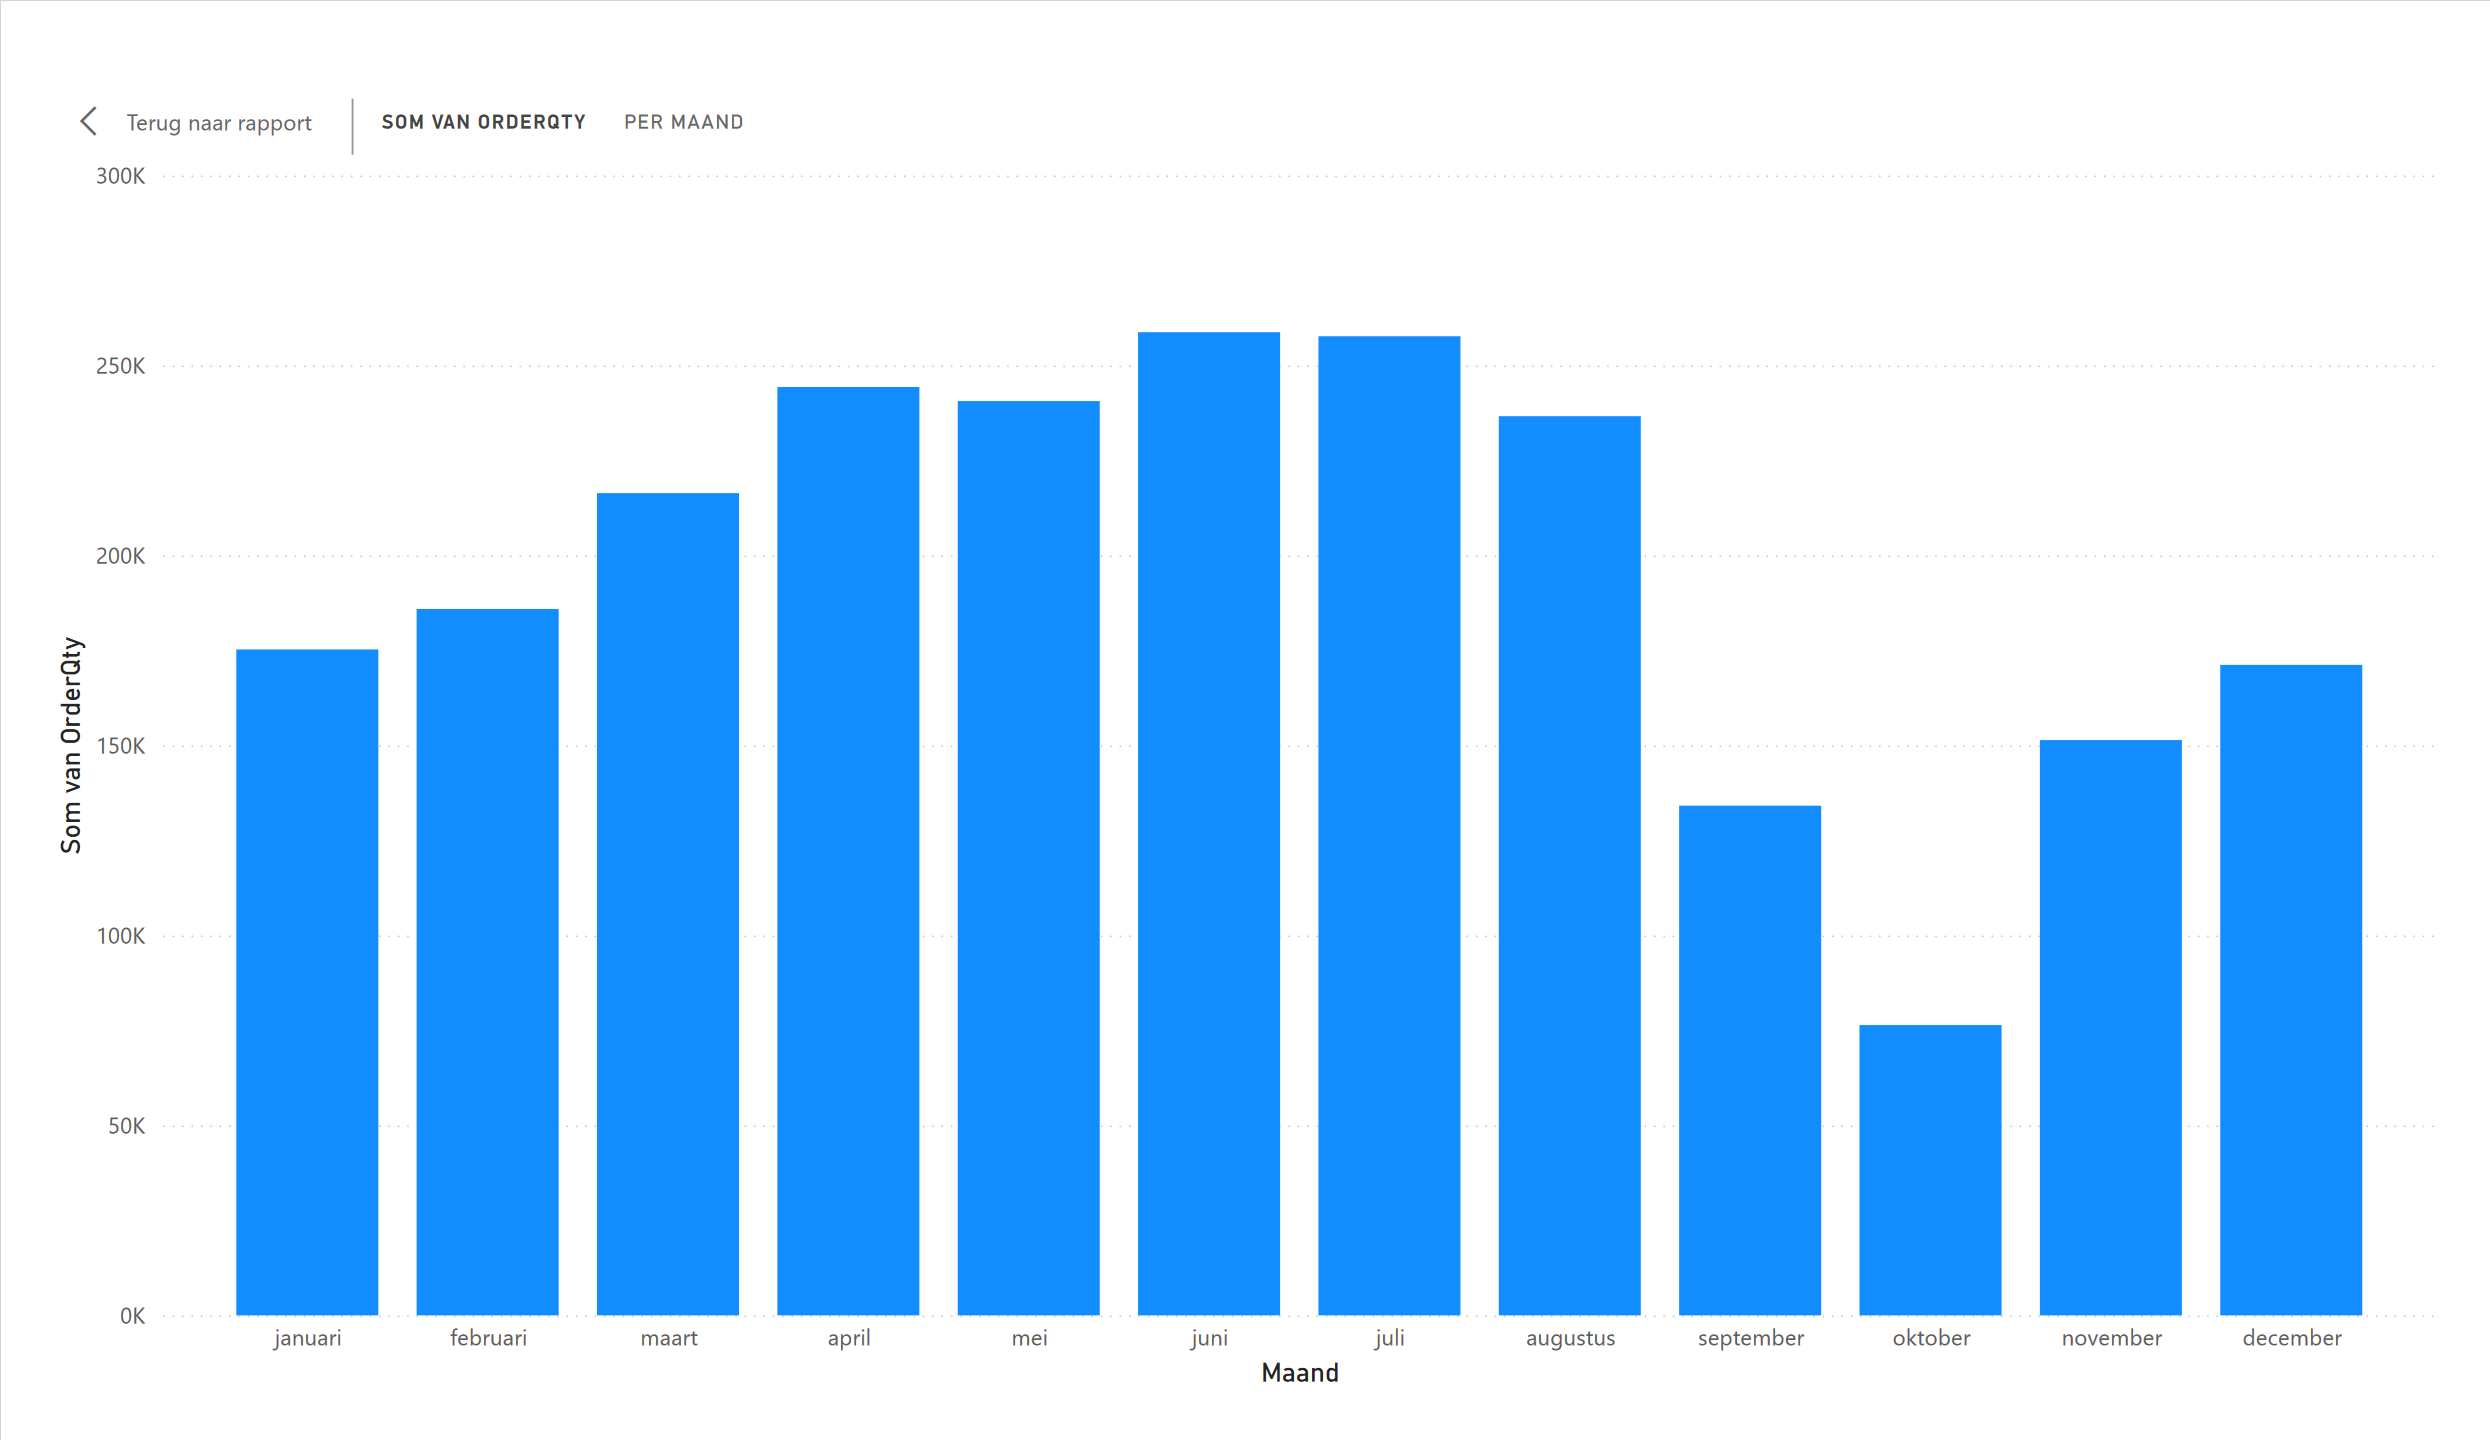 Terug naar rapport
SOM VAN ORDERQTY PER MAAND
300K
250K
200K
150K
100K
50K
0K
Som van OrderQty
januari februari maart april mei juni juli augustus september oktober november december
Maand